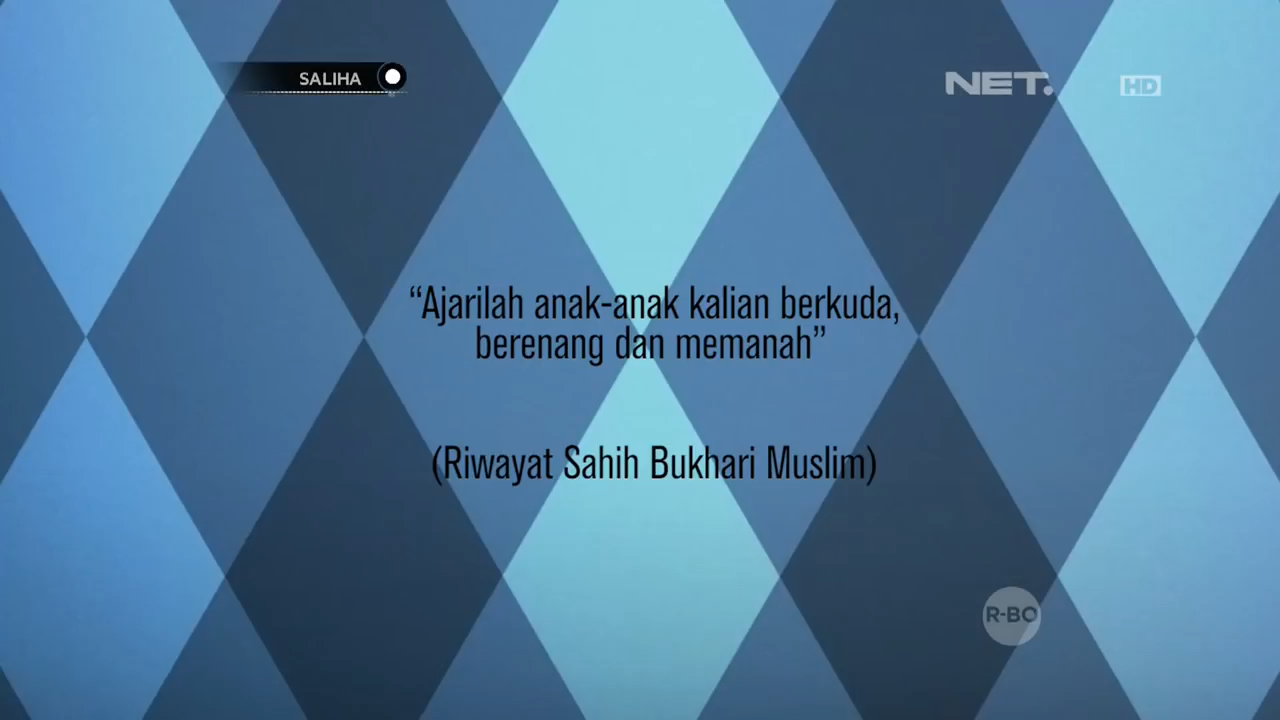 SALIHA
NET.
HD
“Ajarilah anak-anak kalian berkuda,
berenang dan memanah”
(Riwayat Sahih Bukhari Muslim)
R-BO